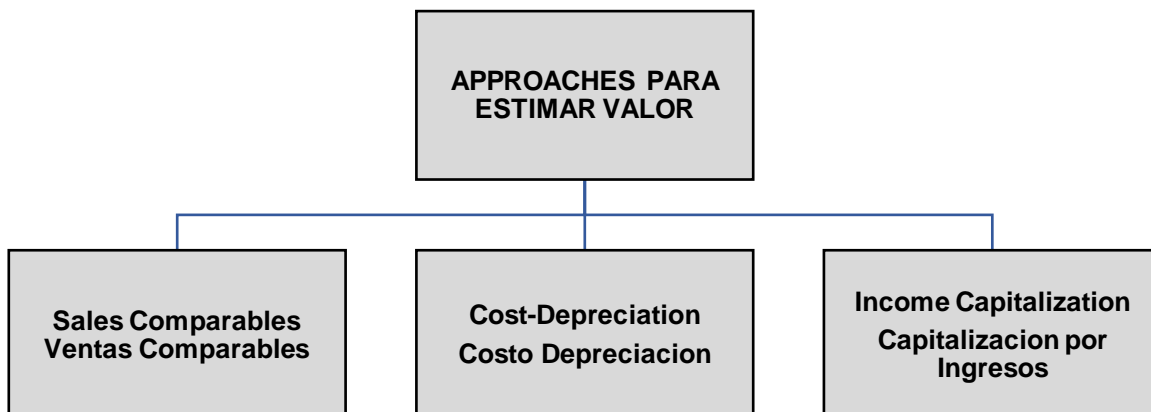 APPROACHES PARA
ESTIMAR VALOR
Sales Comparables
Ventas Comparables
Cost-Depreciation
Costo Depreciacion
Income Capitalization
Capitalizacion por
Ingresos